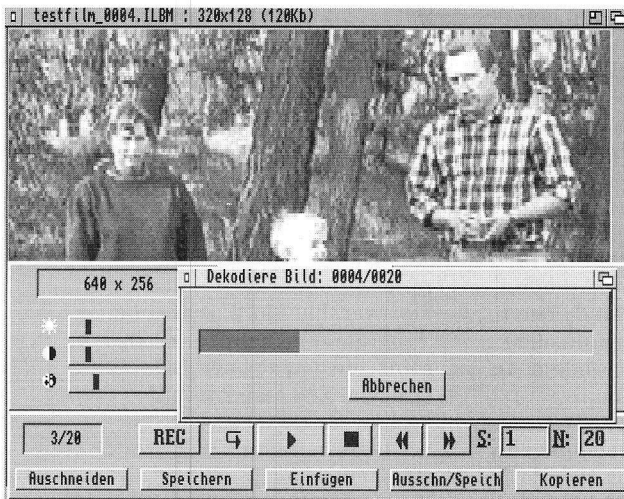 testfilm_0004.ILBM : 320x128 (120Kb)
640 x 256
Dekodiere Bild: 0004/0020
Abbrechen
3/20 REC S: 1 N: 20
Auschneiden Speichern Einfügen Ausschn/Speich Kopieren